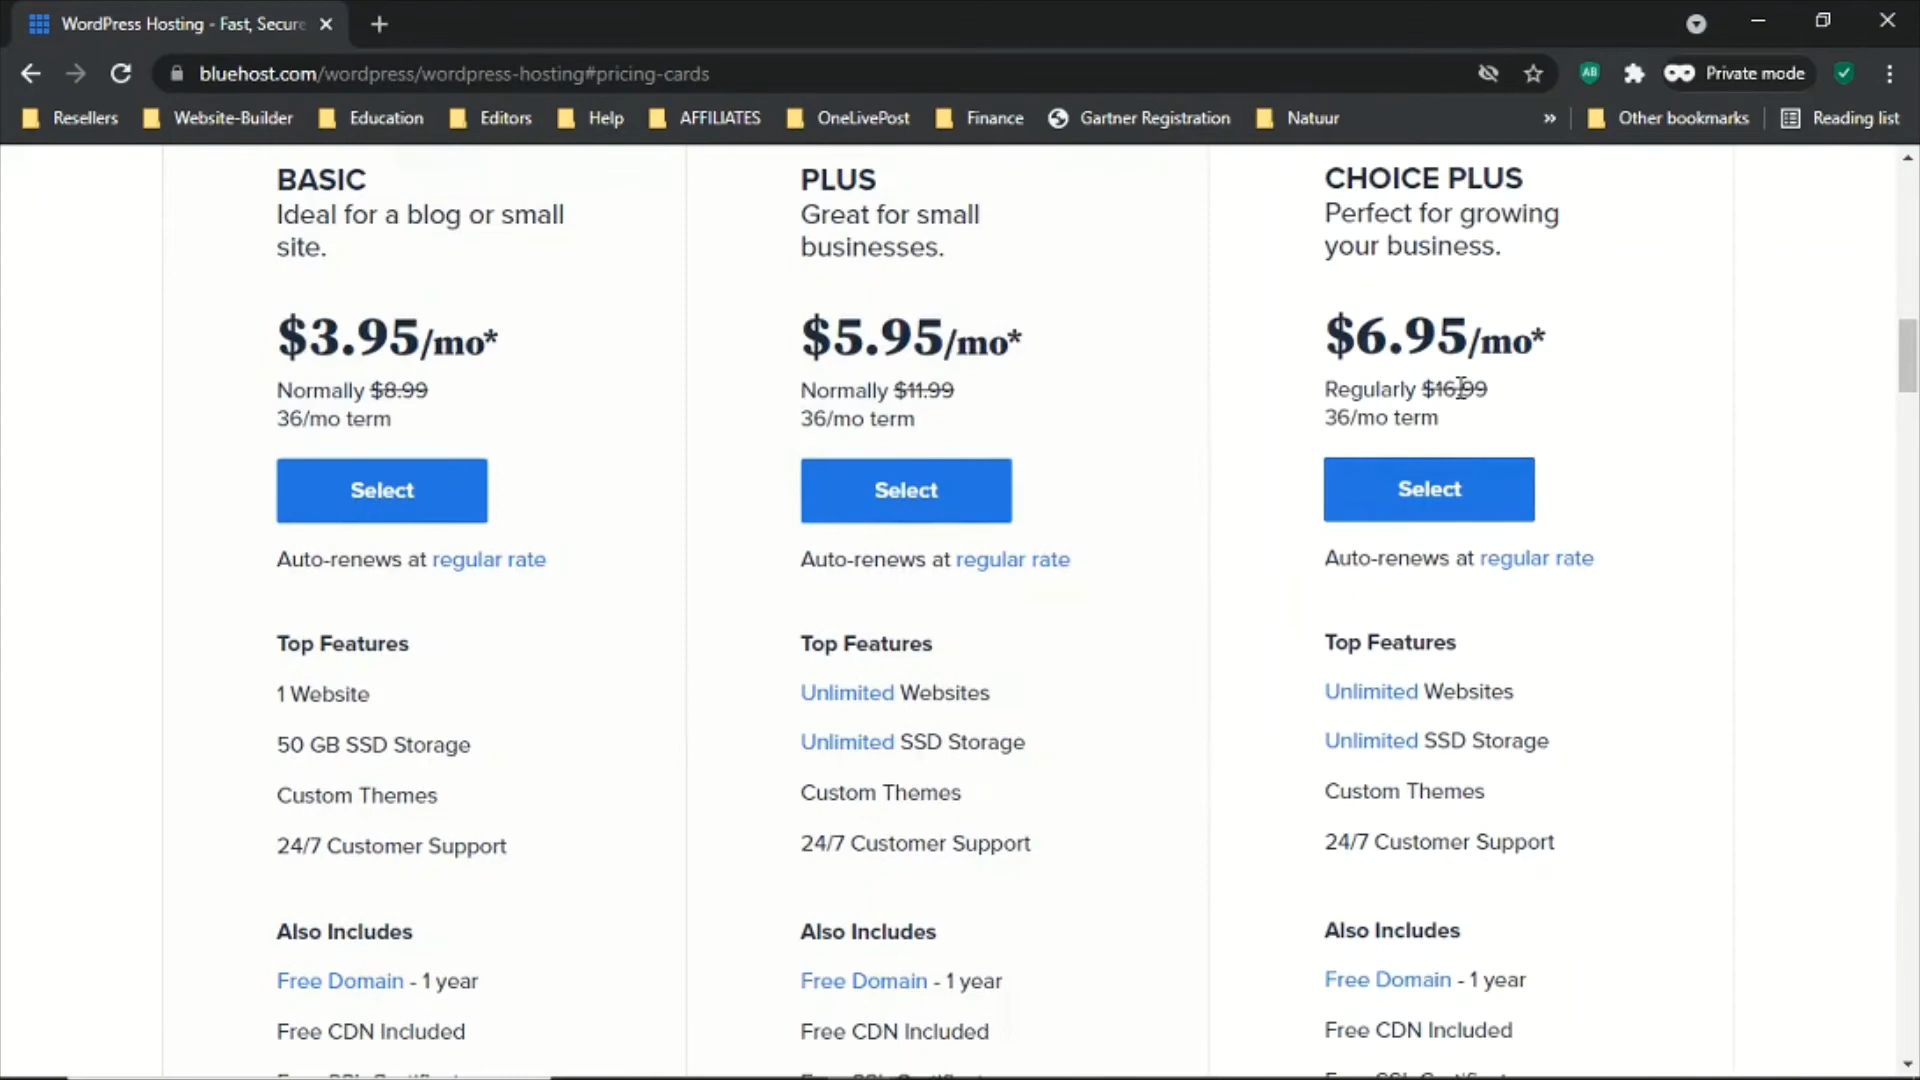 WordPress Hosting - Fast, Secure
bluehost.com/wordpress/wordpress-hosting#pricing-cards
AB
Private mode
Resellers
Website-Builder
Education
Editors
Help
AFFILIATES
OneLivePost
Finance
Gartner Registration
Natuur
»
Other bookmarks
Reading list
BASIC
Ideal for a blog or small
site.
$3.95/mo*
Normally $8.99
36/mo term
Select
Auto-renews at regular rate
Top Features
1 Website
50 GB SSD Storage
Custom Themes
24/7 Customer Support
Also Includes
Free Domain - 1 year
Free CDN Included
PLUS
Great for small
businesses.
$5.95/mo*
Normally $11.99
36/mo term
Select
Auto-renews at regular rate
Top Features
Unlimited Websites
Unlimited SSD Storage
Custom Themes
24/7 Customer Support
Also Includes
Free Domain - 1 year
Free CDN Included
CHOICE PLUS
Perfect for growing
your business.
$6.95/mo*
Regularly $16.99
36/mo term
Select
Auto-renews at regular rate
Top Features
Unlimited Websites
Unlimited SSD Storage
Custom Themes
24/7 Customer Support
Also Includes
Free Domain - 1 year
Free CDN Included